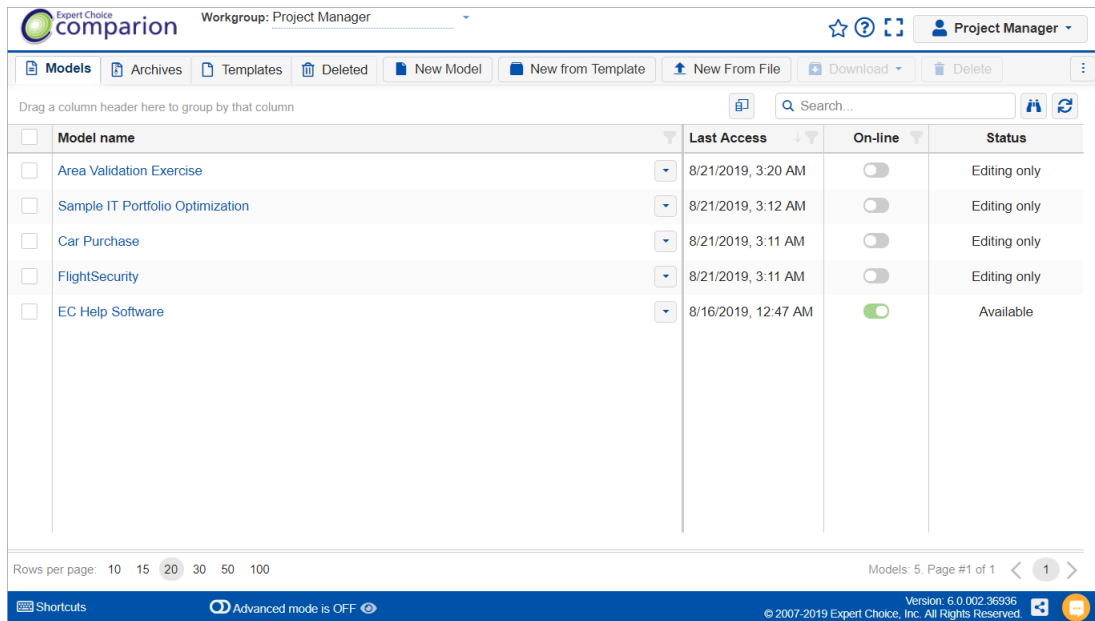 Expert Choice
comparion
Workgroup: Project Manager
Project Manager
Models Archives Templates Deleted New Model New from Template New From File Download Delete
Drag a column header here to group by that column
Search...
Model name Last Access On-line Status
Area Validation Exercise 8/21/2019, 3:20 AM Editing only
Sample IT Portfolio Optimization 8/21/2019, 3:12 AM Editing only
Car Purchase 8/21/2019, 3:11 AM Editing only
FlightSecurity 8/21/2019, 3:11 AM Editing only
EC Help Software 8/16/2019, 12:47 AM Available
Rows per page: 10 15 20 30 50 100 Models: 5. Page #1 of 1 1
Shortcuts Advanced mode is OFF Version: 6.0.002.36936
© 2007-2019 Expert Choice, Inc. All Rights Reserved.